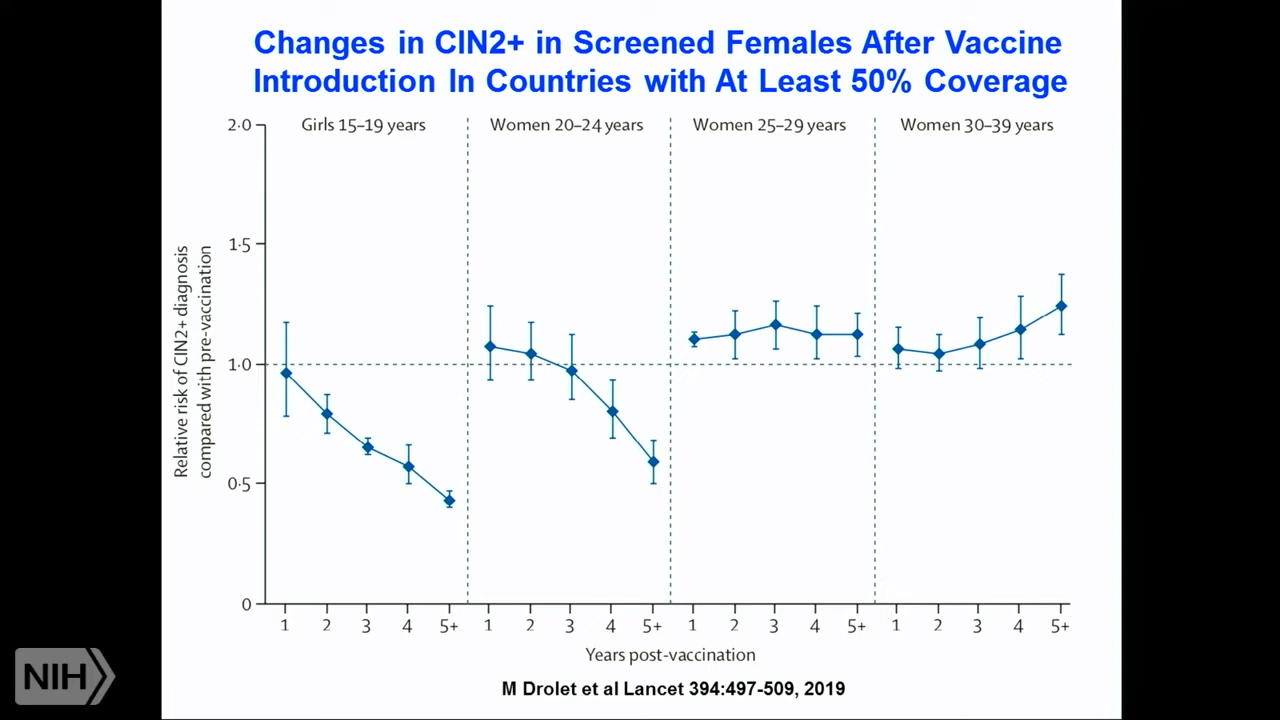 Changes in CIN2+ in Screened Females After Vaccine
Introduction In Countries with At Least 50% Coverage
Girls 15–19 years
Women 20–24 years
Women 25–29 years
Women 30–39 years
Relative risk of CIN2+ diagnosis
compared with pre-vaccination
2·0
1·5
1·0
0·5
0
1 2 3 4 5+ 1 2 3 4 5+ 1 2 3 4 5+ 1 2 3 4 5+
Years post-vaccination
M Drolet et al Lancet 394:497-509, 2019
NIH